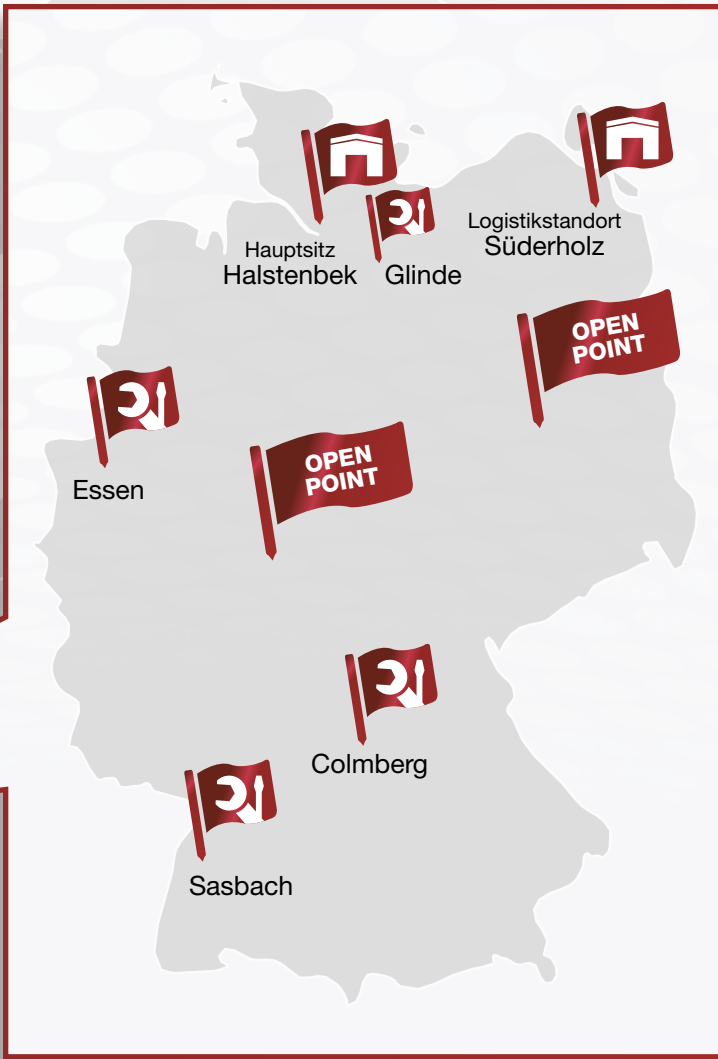 Hauptsitz
Halstenbek
Glinde
Logistikstandort
Süderholz
OPEN
POINT
Essen
OPEN
POINT
Colmberg
Sasbach